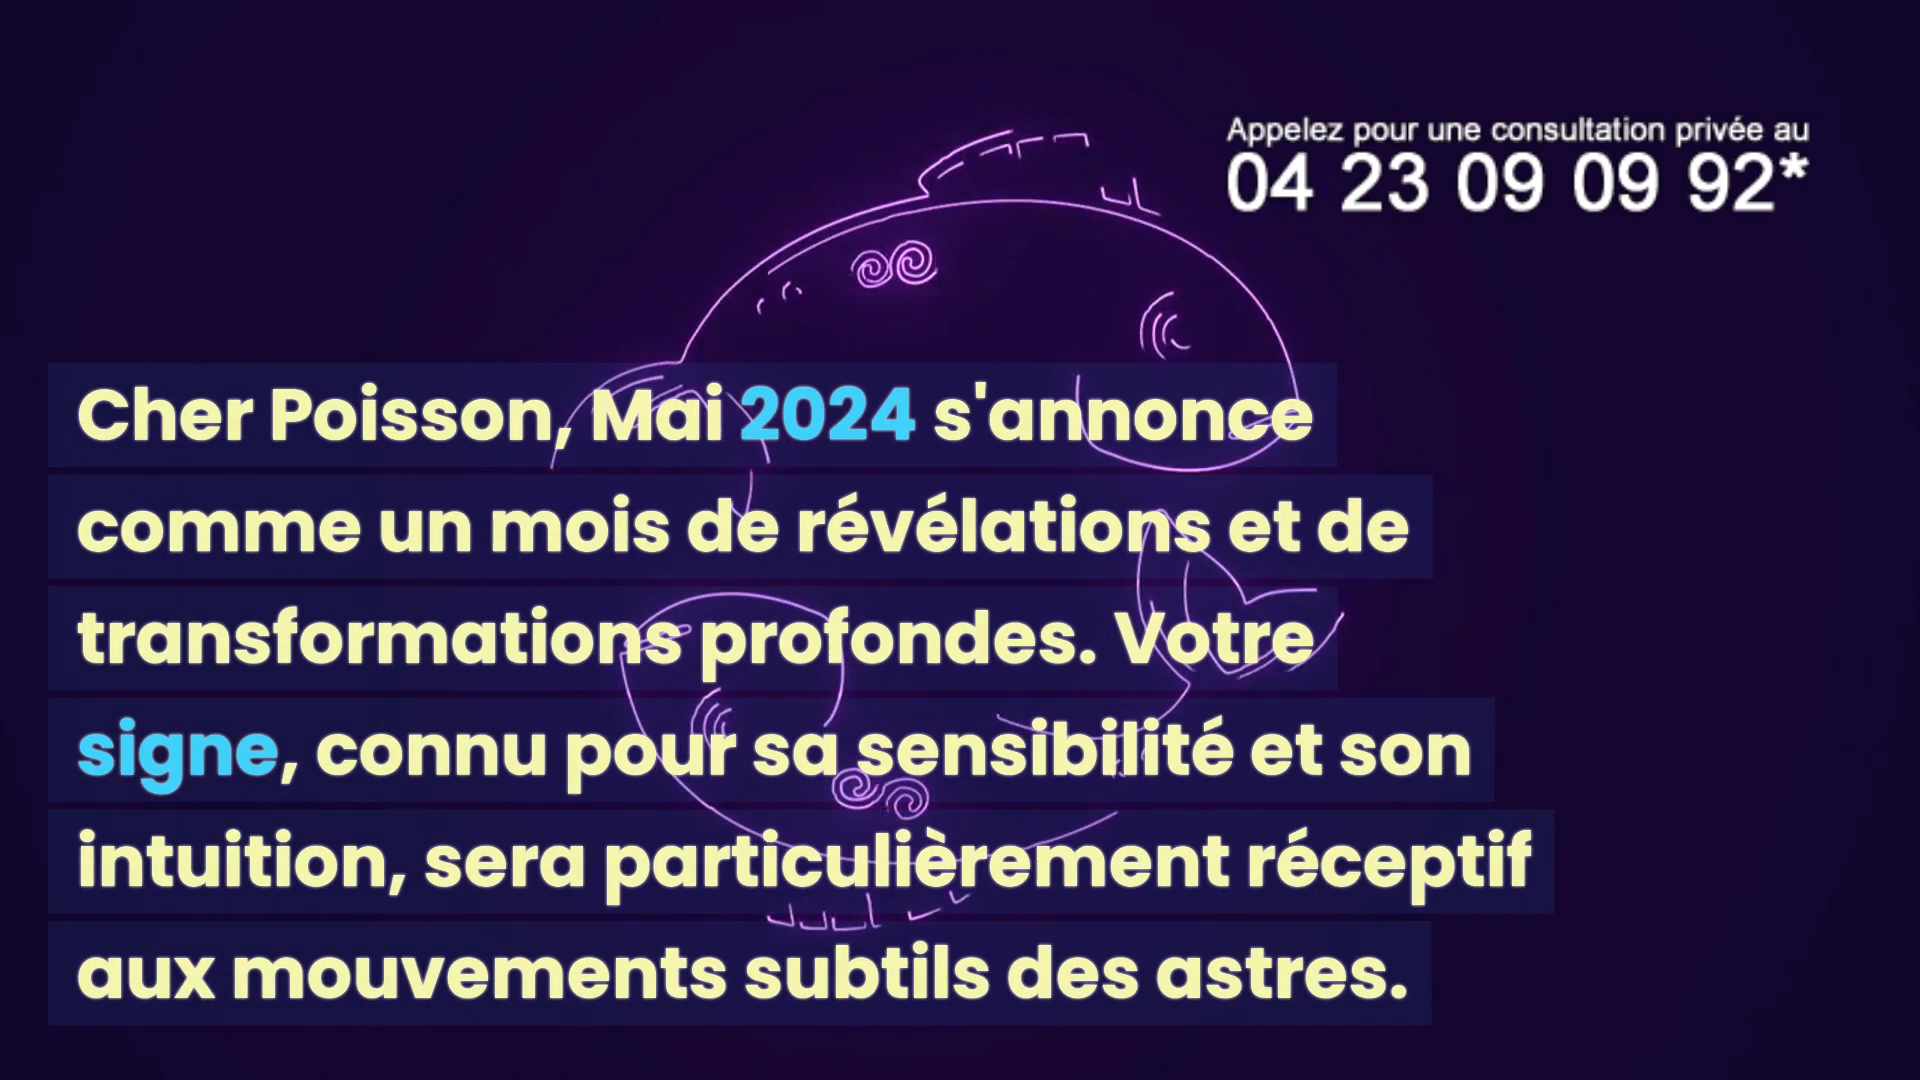 Appelez pour une consultation privée au
04 23 09 09 92*
Cher Poisson, Mai 2024 s'annonce
comme un mois de révélations et de
transformations profondes. Votre
signe, connu pour sa sensibilité et son
intuition, sera particulièrement réceptif
aux mouvements subtils des astres.